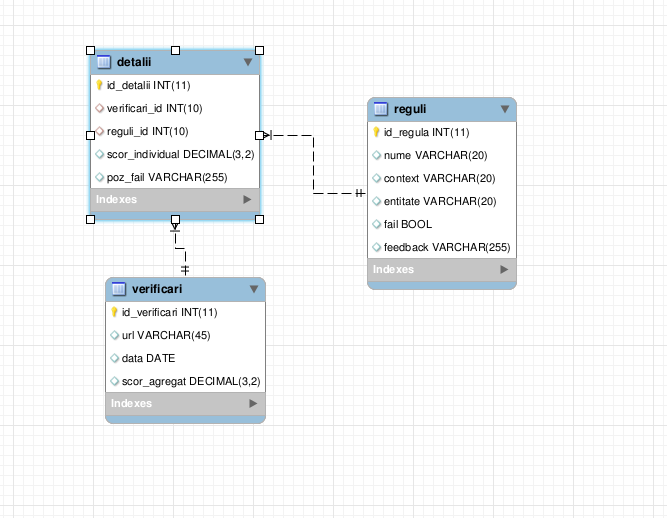 detalii
id_detalii INT(11)
verificari_id INT(10)
reguli_id INT(10)
scor_individual DECIMAL(3,2)
poz_fail VARCHAR(255)
Indexes
reguli
id_regula INT(11)
nume VARCHAR(20)
context VARCHAR(20)
entitate VARCHAR(20)
fail BOOL
feedback VARCHAR(255)
Indexes
verificari
id_verificari INT(11)
url VARCHAR(45)
data DATE
scor_agregat DECIMAL(3,2)
Indexes